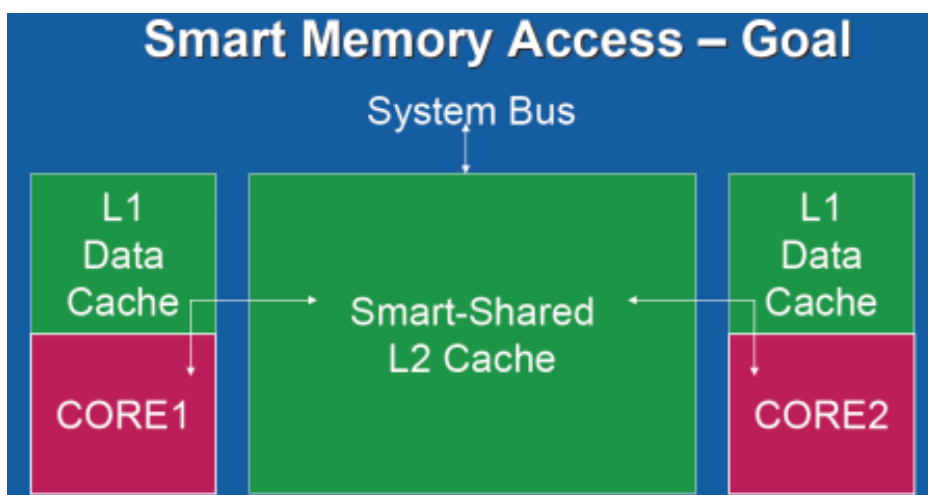 Smart Memory Access – Goal
System Bus
L1
Data
Cache
CORE1
Smart-Shared
L2 Cache
L1
Data
Cache
CORE2